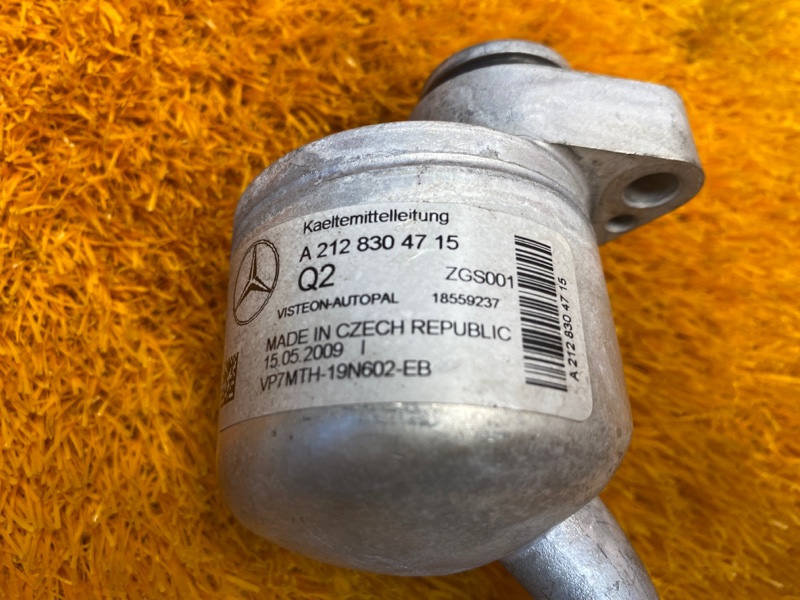 Kaeltemittelleitung
A 212 830 47 15
Q2 ZGS001
VISTEON-AUTOPAL 18559237
MADE IN CZECH REPUBLIC
15.05.2009 I
VP7MTH-19N602-EB
A 212 830 47 15